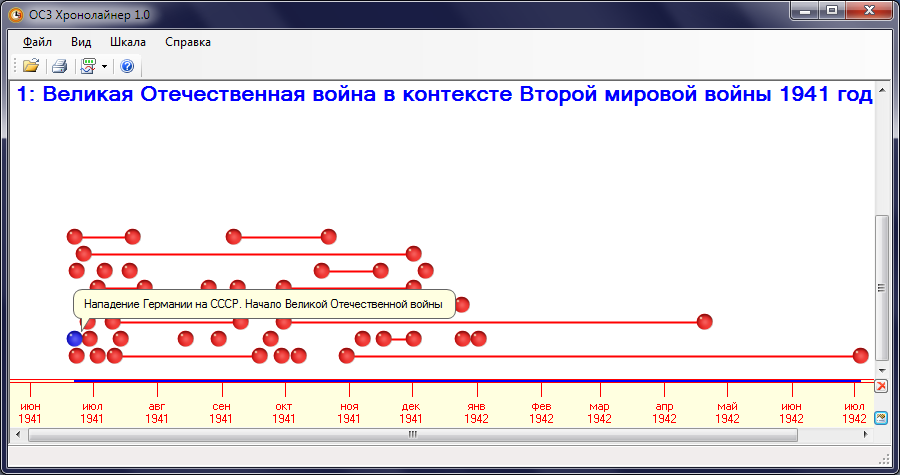 ОСЗ Хронолайнер 1.0
Файл Вид Шкала Справка
1: Великая Отечественная война в контексте Второй мировой войны 1941 год
Нападение Германии на СССР. Начало Великой Отечественной войны
июн июл авг сен окт ноя дек янв фев мар апр май июн июл
1941 1941 1941 1941 1941 1941 1941 1942 1942 1942 1942 1942 1942 1942